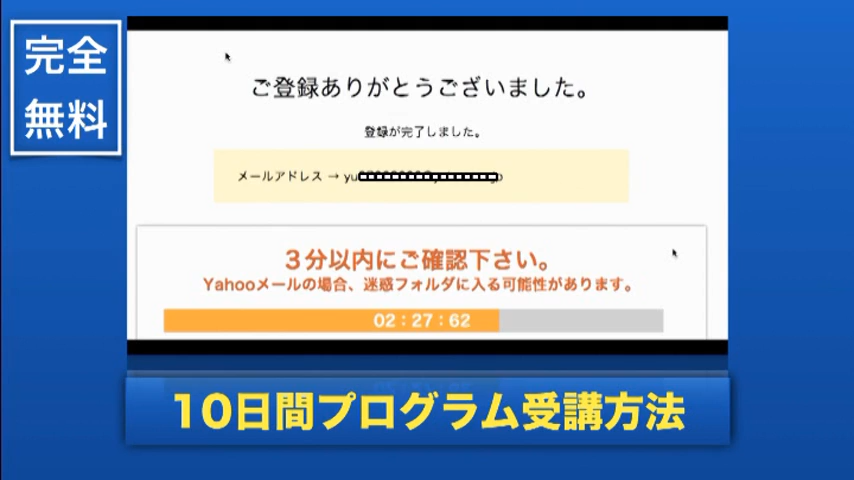 完全
無料
ご登録ありがとうございました。
登録が完了しました。
メールアドレス → yu
３分以内にご確認下さい。
Yahooメールの場合、迷惑フォルダに入る可能性があります。
02：27：62
10日間プログラム受講方法